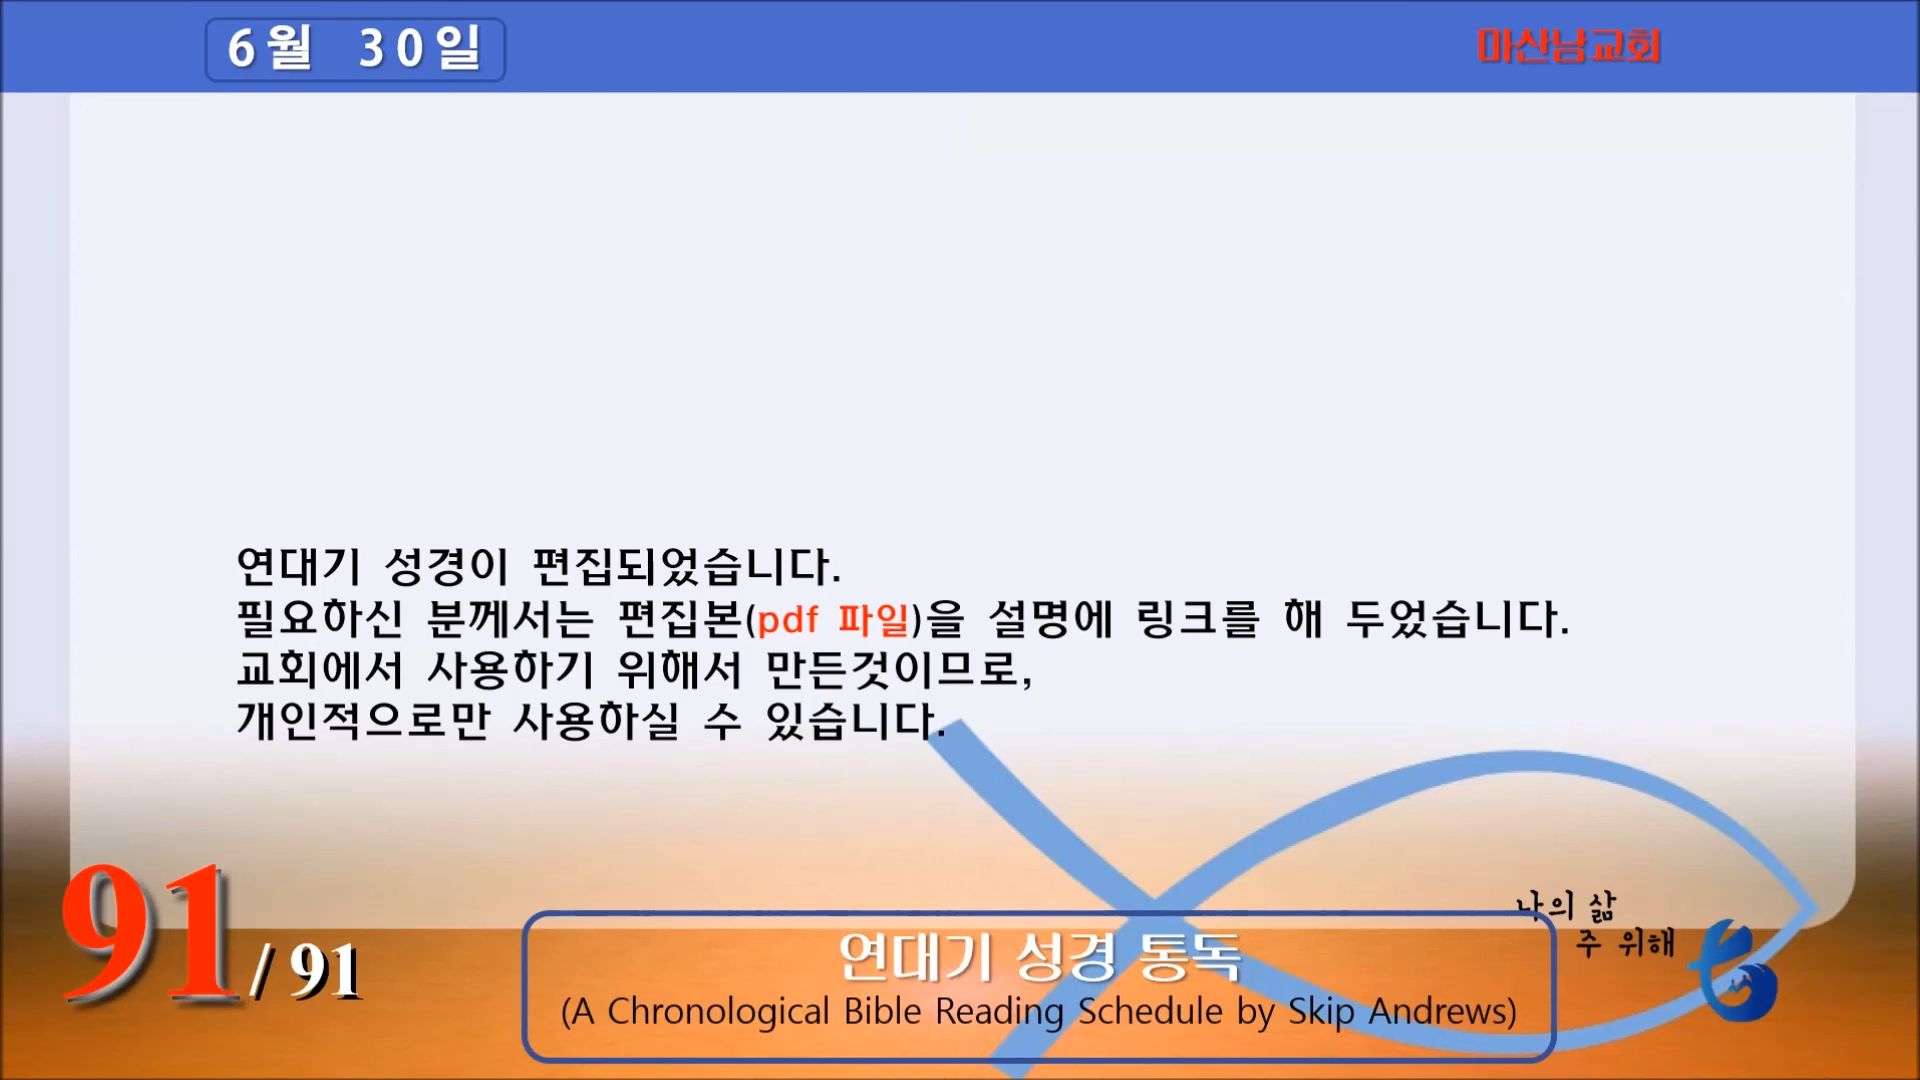 6월 30일
마산남교회
연대기 성경이 편집되었습니다.
필요하신 분께서는 편집본(pdf 파일)을 설명에 링크를 해 두었습니다.
교회에서 사용하기 위해서 만든것이므로,
개인적으로만 사용하실 수 있습니다.
91/91
나의 삶
주 위해
연대기 성경 통독
(A Chronological Bible Reading Schedule by Skip Andrews)